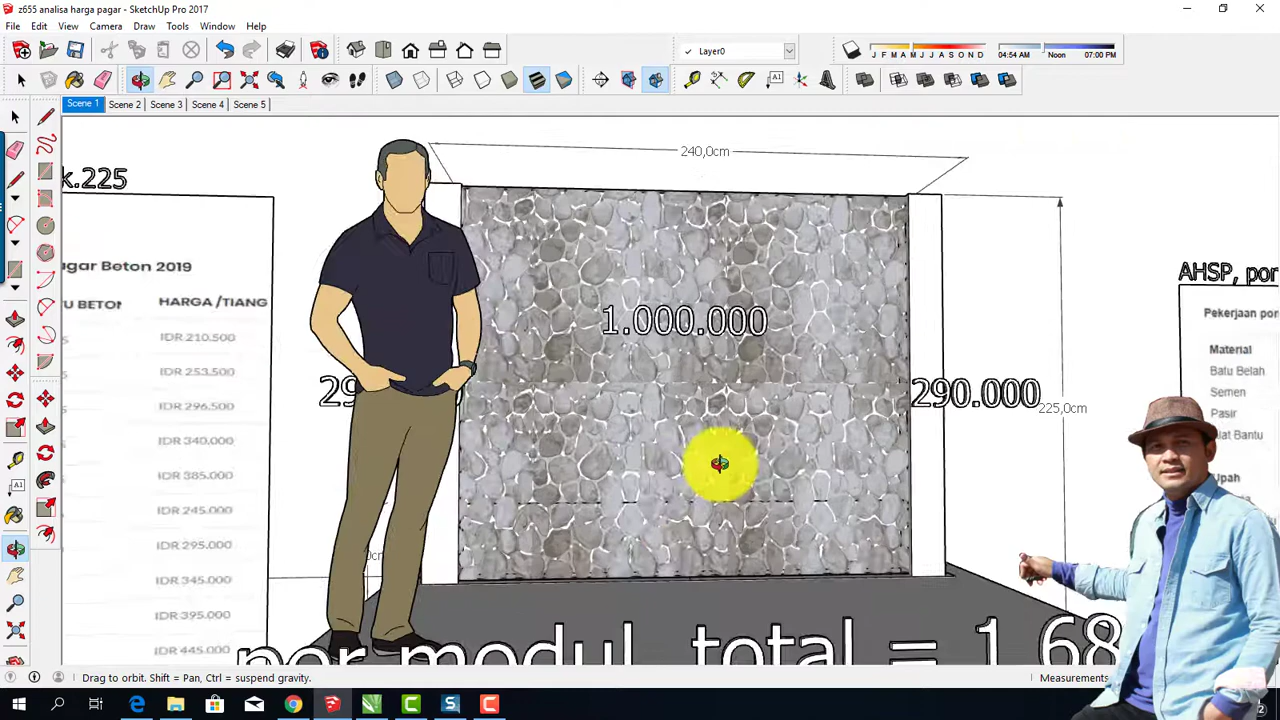 z655 analisa harga pagar - SketchUp Pro 2017
File Edit View Camera Draw Tools Window Help
Layer0
J F M A M J J A S O N D
04:54 AM Noon 07:00 PM
Scene 1 Scene 2 Scene 3 Scene 4 Scene 5
240,0cm
k.225
agar Beton 2019
HARGA /TIANG
IDR 210.500
IDR 253.500
IDR 296.500
IDR 340.000
IDR 385.000
IDR 245.000
IDR 295.000
IDR 345.000
IDR 395.000
IDR 445.000
1.000.000
290.000
225,0cm
AHSP, por
Pekerjaan por
Material
Batu Belah
Semen
Pasir
Alat Bantu
Upah
per modul total = 1.68
Drag to orbit. Shift = Pan, Ctrl = suspend gravity.
Measurements